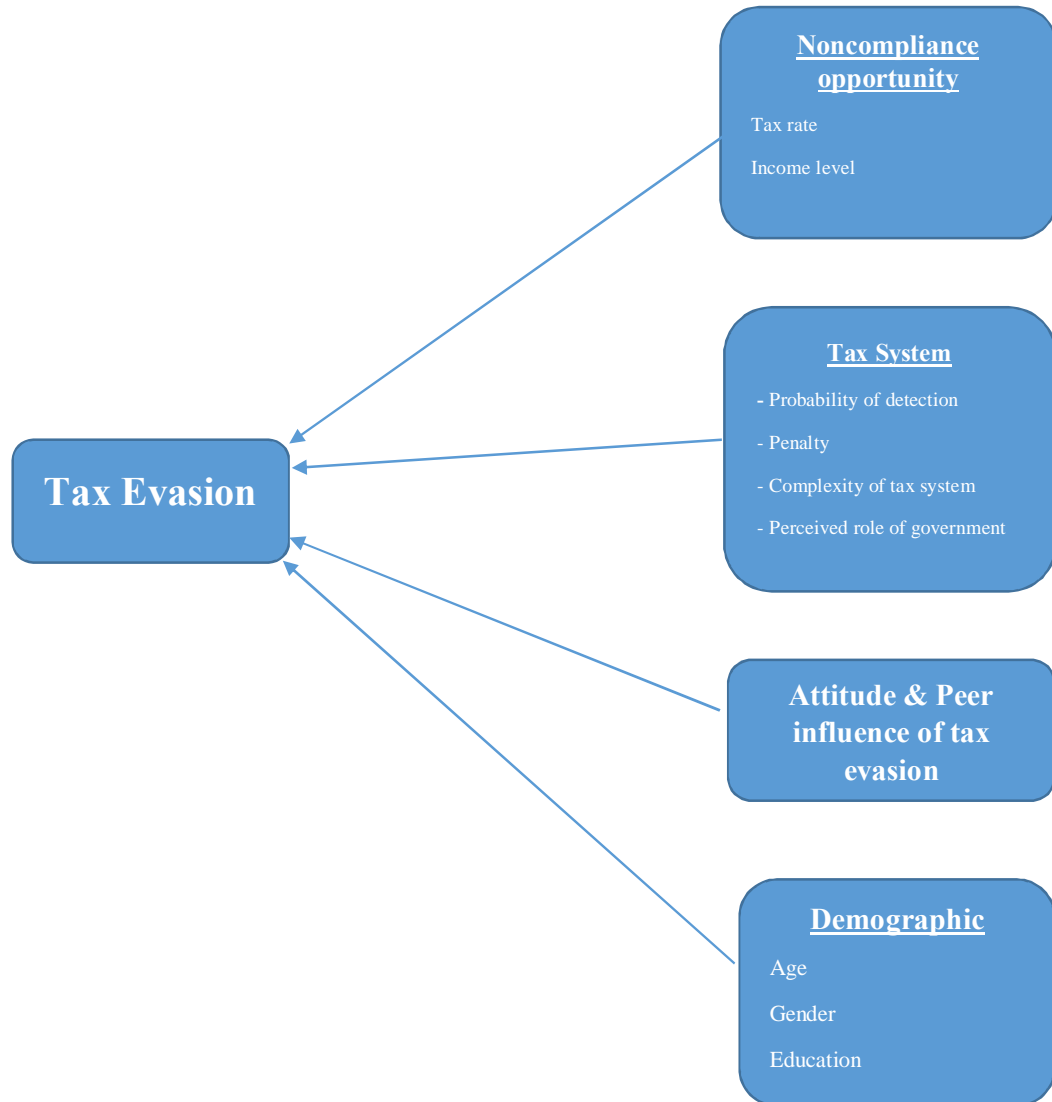 Noncompliance
opportunity
Tax rate
Income level
Tax System
- Probability of detection
- Penalty
- Complexity of tax system
- Perceived role of government
Tax Evasion
Attitude & Peer
influence of tax
evasion
Demographic
Age
Gender
Education